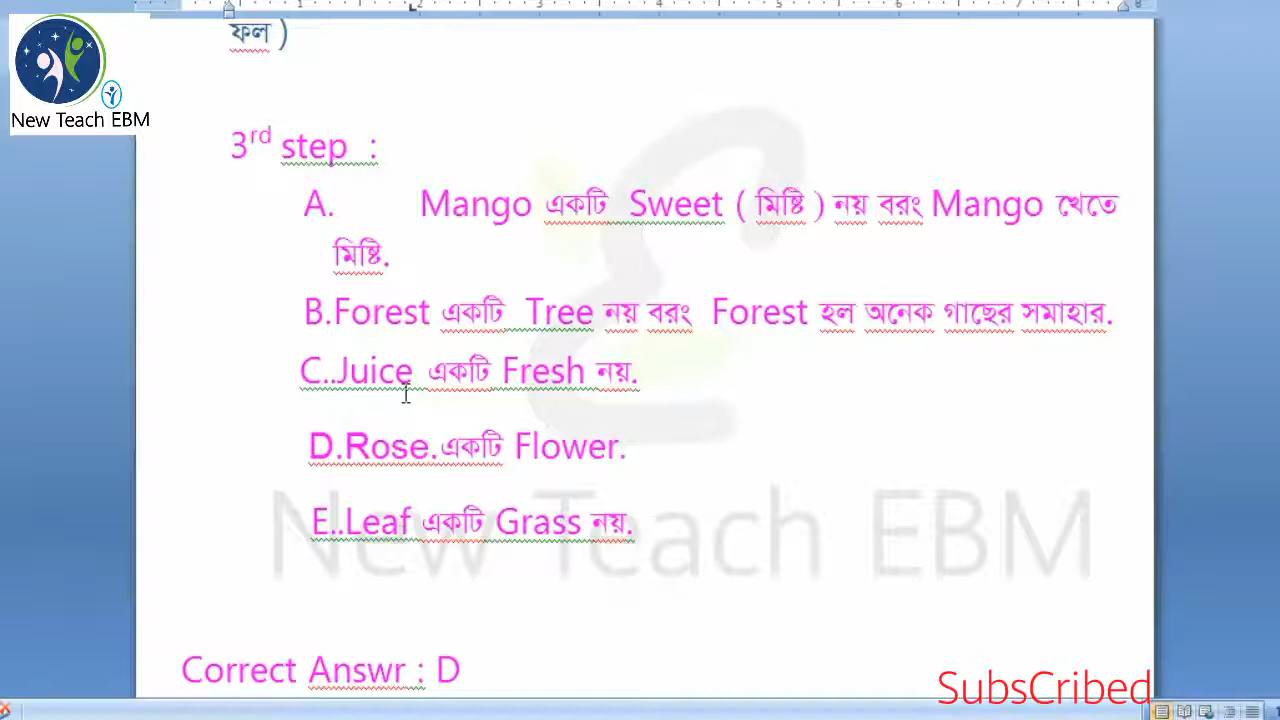 ফল )
New Teach EBM
3rd step :
A. Mango একটি Sweet ( মিষ্টি ) নয় বরং Mango খেতে
মিষ্টি.
B.Forest একটি Tree নয় বরং Forest হল অনেক গাছের সমাহার.
C..Juice একটি Fresh নয়.
D.Rose.একটি Flower.
E..Leaf একটি Grass নয়.
New Teach EBM
Correct Answr : D
SubsCribed